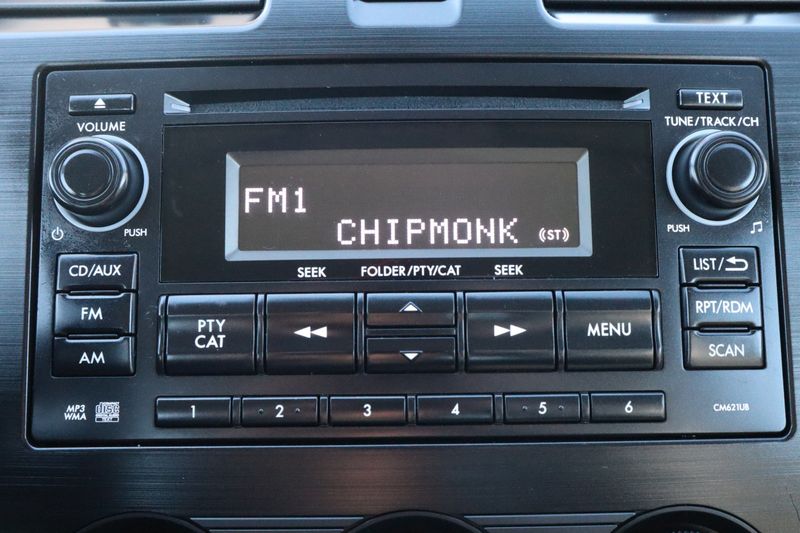 TEXT
VOLUME
TUNE/TRACK/CH
FM1
CHIPMONK ((ST))
PUSH
PUSH
SEEK FOLDER/PTY/CAT SEEK
CD/AUX
LIST/
FM
PTY
CAT
MENU
RPT/RDM
AM
SCAN
MP3
WMA
disc
1 2 3 4 5 6
CM621UB